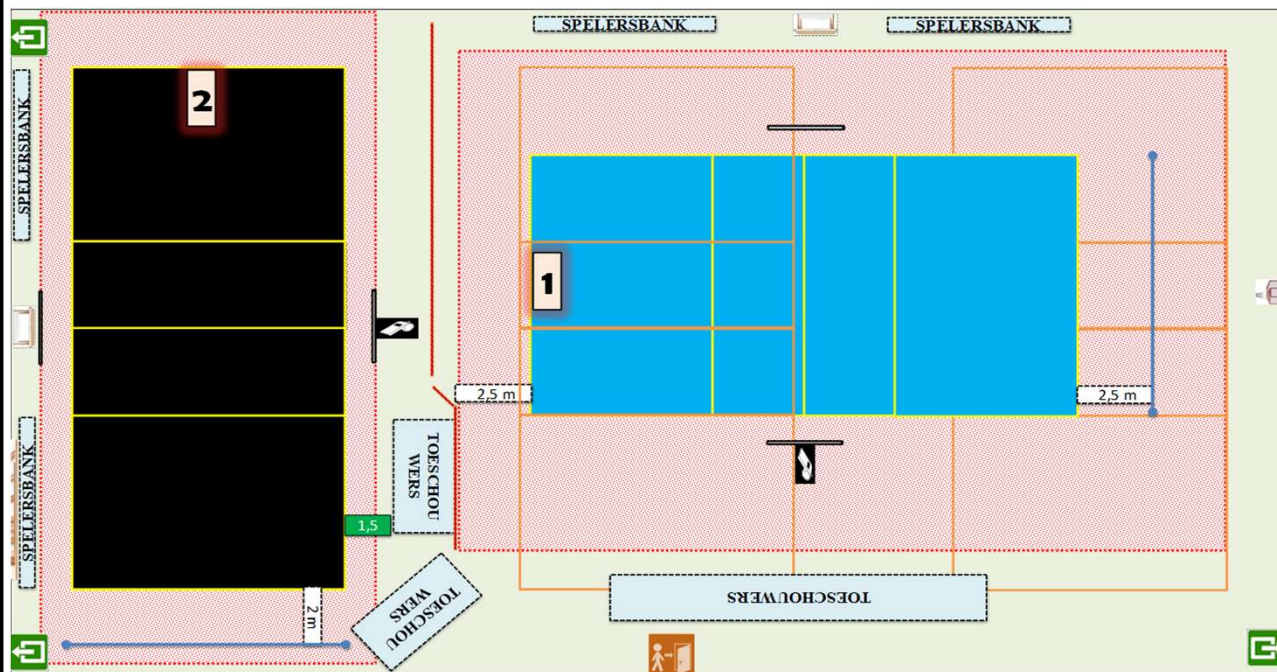 SPELERSBANK
SPELERSBANK
SPELERSBANK
2
1
2,5 m
2,5 m
SPELERSBANK
TOESCHOU
WERS
1,5
2 m
TOESCHOU
WERS
TOESCHOUWERS